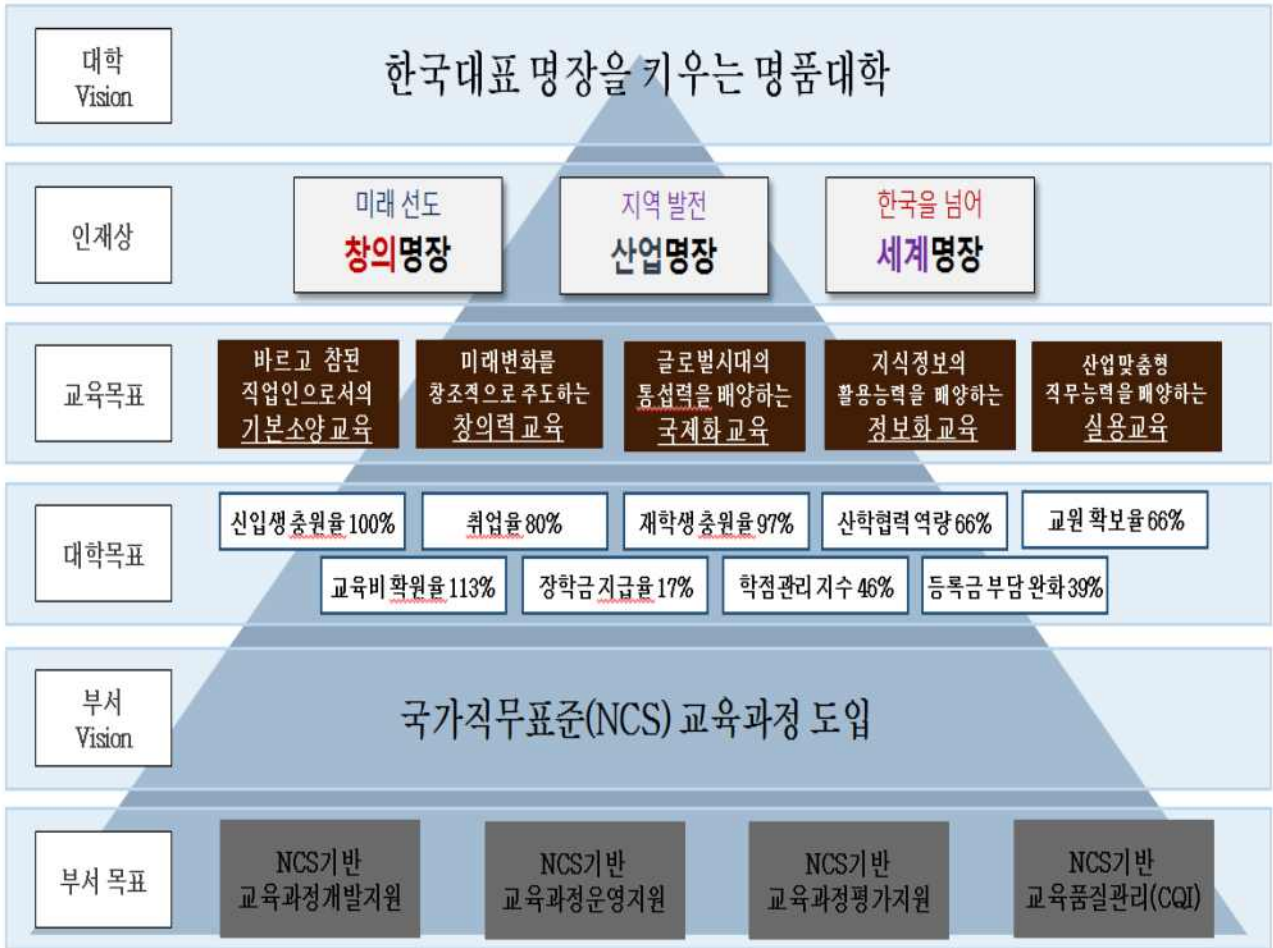 대학
Vision
한국대표 명장을 키우는 명품대학
인재상
미래 선도
창의명장
지역 발전
산업명장
한국을 넘어
세계명장
교육목표
바르고 참된
직업인으로서의
기본소양 교육
미래변화를
창조적으로 주도하는
창의력 교육
글로벌시대의
통섭력을 배양하는
국제화 교육
지식정보의
활용능력을 배양하는
정보화 교육
산업맞춤형
직무능력을 배양하는
실용교육
대학목표
신입생 충원율 100%
취업율 80%
재학생 충원율 97%
산학협력 역량 66%
교원 확보율 66%
교육비 확원율 113%
장학금 지급율 17%
학점관리 지수 46%
등록금 부담 완화 39%
부서
Vision
국가직무표준(NCS) 교육과정 도입
부서 목표
NCS기반
교육과정개발지원
NCS기반
교육과정운영지원
NCS기반
교육과정평가지원
NCS기반
교육품질관리(CQI)